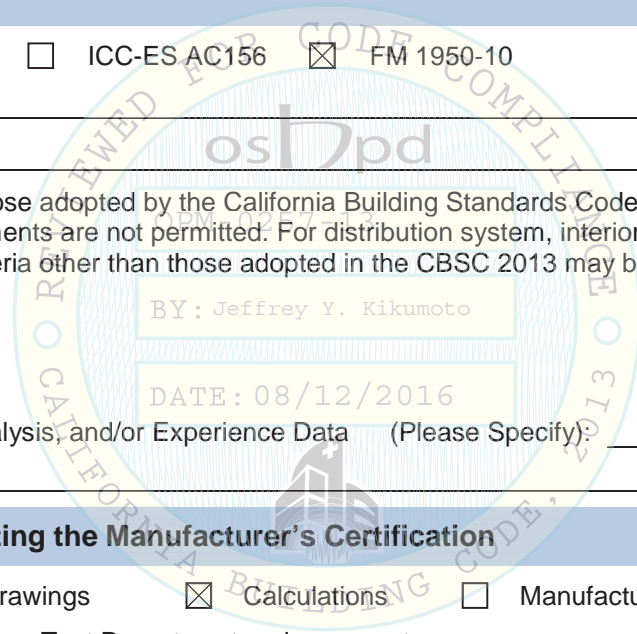 ☐ ICC-ES AC156 ☒ FM 1950-10
REVIEWED FOR CODE COMPLIANCE
oshpd
ose adopted by the California Building Standards Code
OPM-0257-13
ents are not permitted. For distribution system, interior
eria other than those adopted in the CBSC 2013 may b
BY: Jeffrey Y. Kikumoto
DATE: 08/12/2016
alysis, and/or Experience Data (Please Specify):
CALIFORNIA BUILDING CODE, 2013
ting the Manufacturer's Certification
rawings ☒ Calculations ☐ Manufactu